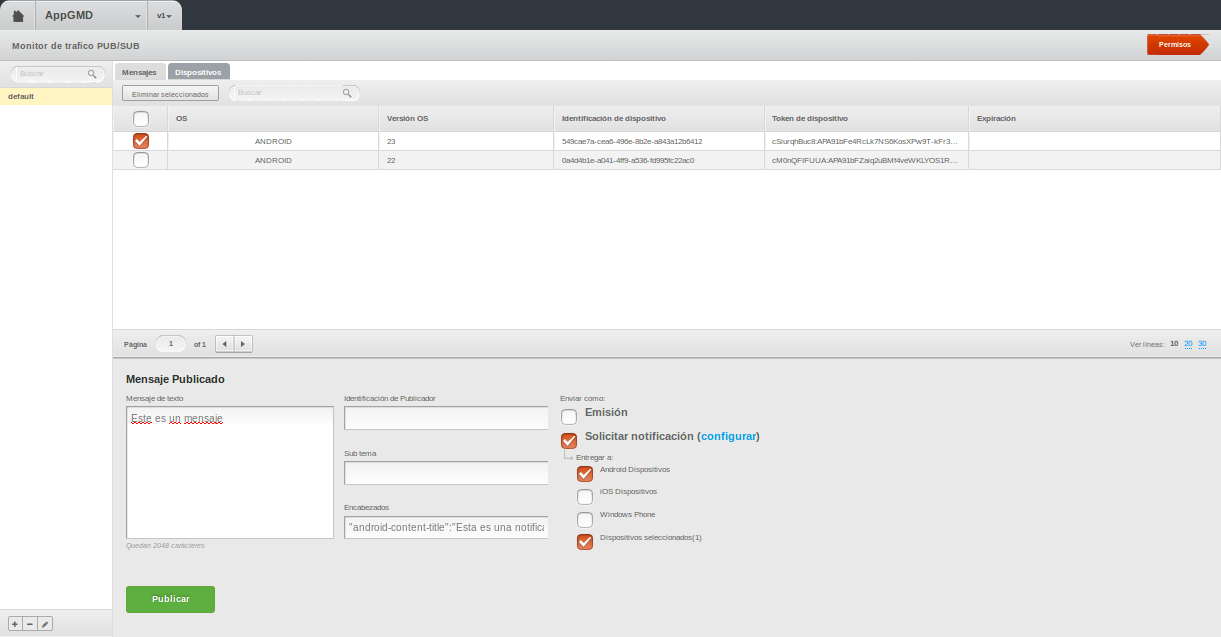 AppGMD v1
Monitor de trafico PUB/SUB
Permisos
Buscar
default
Mensajes Dispositivos
Eliminar seleccionados Buscar
OS Versión OS Identificación de dispositivo Token de dispositivo Expiración
ANDROID 23 549cae7a-cea6-496e-8b2e-a843a12b6412 cSiurqhBuc8:APA91bFe4RcLk7NS6KosXPw9T-kFr3...
ANDROID 22 0a4d4b1e-a041-4ff9-a536-fd995fc22ac0 cM0nQFIFUUA:APA91bFZaiq2uBMf4veWKLYOS1R...
Página 1 of 1
Ver líneas: 10 20 30
Mensaje Publicado
Mensaje de texto
Este es un mensaje
Quedan 2048 carácteres
Identificación de Publicador
Sub tema
Encabezados
"android-content-title":"Esta es una notifica
Enviar como:
Emisión
Solicitar notificación (configurar)
Entregar a:
Android Dispositivos
iOS Dispositivos
Windows Phone
Dispositivos seleccionados(1)
Publicar